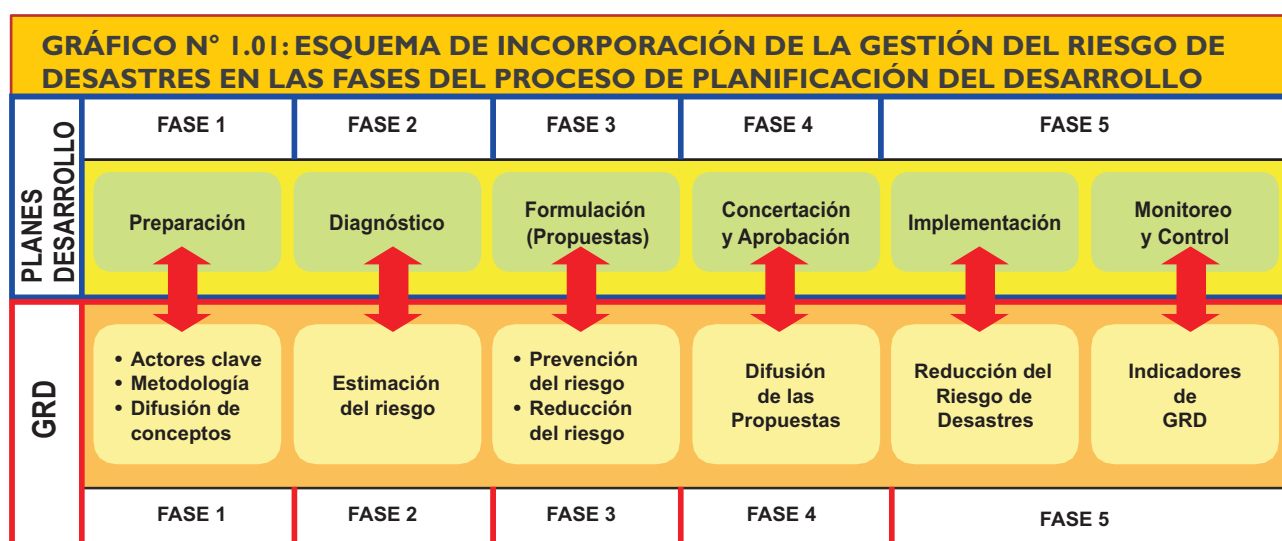 GRÁFICO N° 1.01: ESQUEMA DE INCORPORACIÓN DE LA GESTIÓN DEL RIESGO DE
DESASTRES EN LAS FASES DEL PROCESO DE PLANIFICACIÓN DEL DESARROLLO
PLANES
DESARROLLO
FASE 1
FASE 2
FASE 3
FASE 4
FASE 5
Preparación
Diagnóstico
Formulación
(Propuestas)
Concertación
y Aprobación
Implementación
Monitoreo
y Control
GRD
• Actores clave
• Metodología
• Difusión de
conceptos
Estimación
del riesgo
• Prevención
del riesgo
• Reducción
del riesgo
Difusión
de las
Propuestas
Reducción del
Riesgo de
Desastres
Indicadores
de
GRD
FASE 1
FASE 2
FASE 3
FASE 4
FASE 5